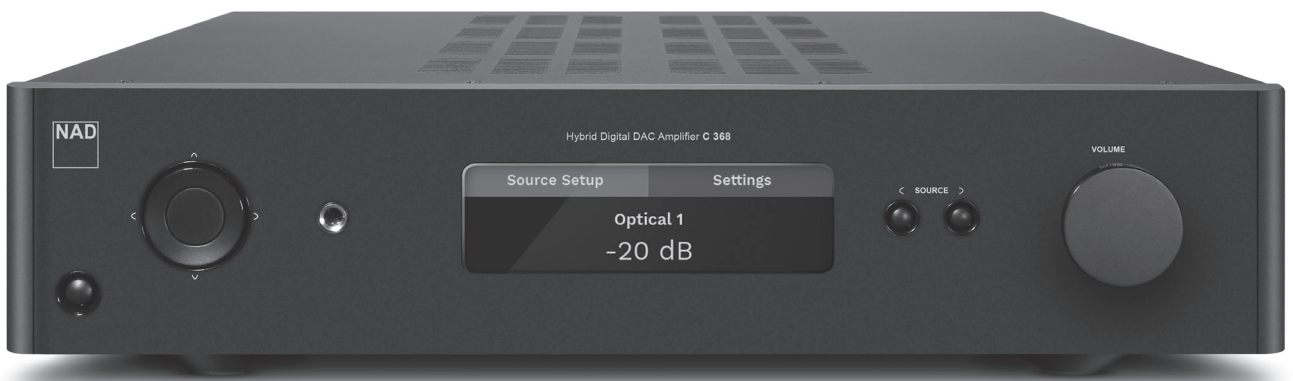 NAD
Hybrid Digital DAC Amplifier C 368
VOLUME
Source Setup
Settings
< SOURCE >
Optical 1
-20 dB